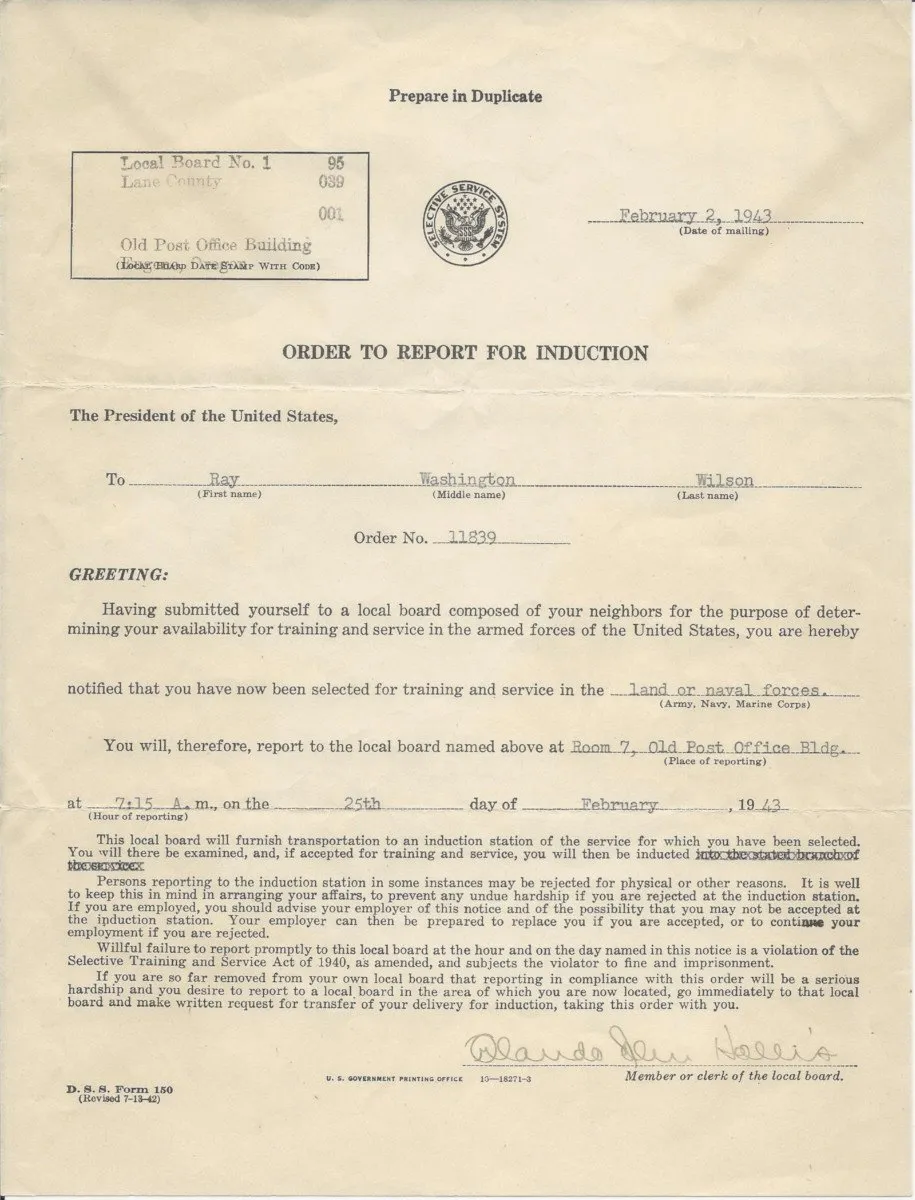 Prepare in Duplicate
Local Board No. 1 95
Lane County 039
001
Old Post Office Building
Eugene, Oregon
(LOCAL BOARD DATE STAMP WITH CODE)
SELECTIVE SERVICE SYSTEM
February 2, 1943
(Date of mailing)
ORDER TO REPORT FOR INDUCTION
The President of the United States,
To Ray Washington Wilson
(First name) (Middle name) (Last name)
Order No. 11839
GREETING:
Having submitted yourself to a local board composed of your neighbors for the purpose of deter-
mining your availability for training and service in the armed forces of the United States, you are hereby
notified that you have now been selected for training and service in the land or naval forces.
(Army, Navy, Marine Corps)
You will, therefore, report to the local board named above at Room 7, Old Post Office Bldg.
(Place of reporting)
at 7:15 A. m., on the 25th day of February, 19 43
(Hour of reporting)
This local board will furnish transportation to an induction station of the service for which you have been selected.
You will there be examined, and, if accepted for training and service, you will then be inducted into the stated branch of
the service.
Persons reporting to the induction station in some instances may be rejected for physical or other reasons. It is well
to keep this in mind in arranging your affairs, to prevent any undue hardship if you are rejected at the induction station.
If you are employed, you should advise your employer of this notice and of the possibility that you may not be accepted at
the induction station. Your employer can then be prepared to replace you if you are accepted, or to continue your
employment if you are rejected.
Willful failure to report promptly to this local board at the hour and on the day named in this notice is a violation of the
Selective Training and Service Act of 1940, as amended, and subjects the violator to fine and imprisonment.
If you are so far removed from your own local board that reporting in compliance with this order will be a serious
hardship and you desire to report to a local board in the area of which you are now located, go immediately to that local
board and make written request for transfer of your delivery for induction, taking this order with you.
Orlando John Hollis
Member or clerk of the local board.
U. S. GOVERNMENT PRINTING OFFICE 16—18271-3
D. S. S. Form 150
(Revised 7-13-42)